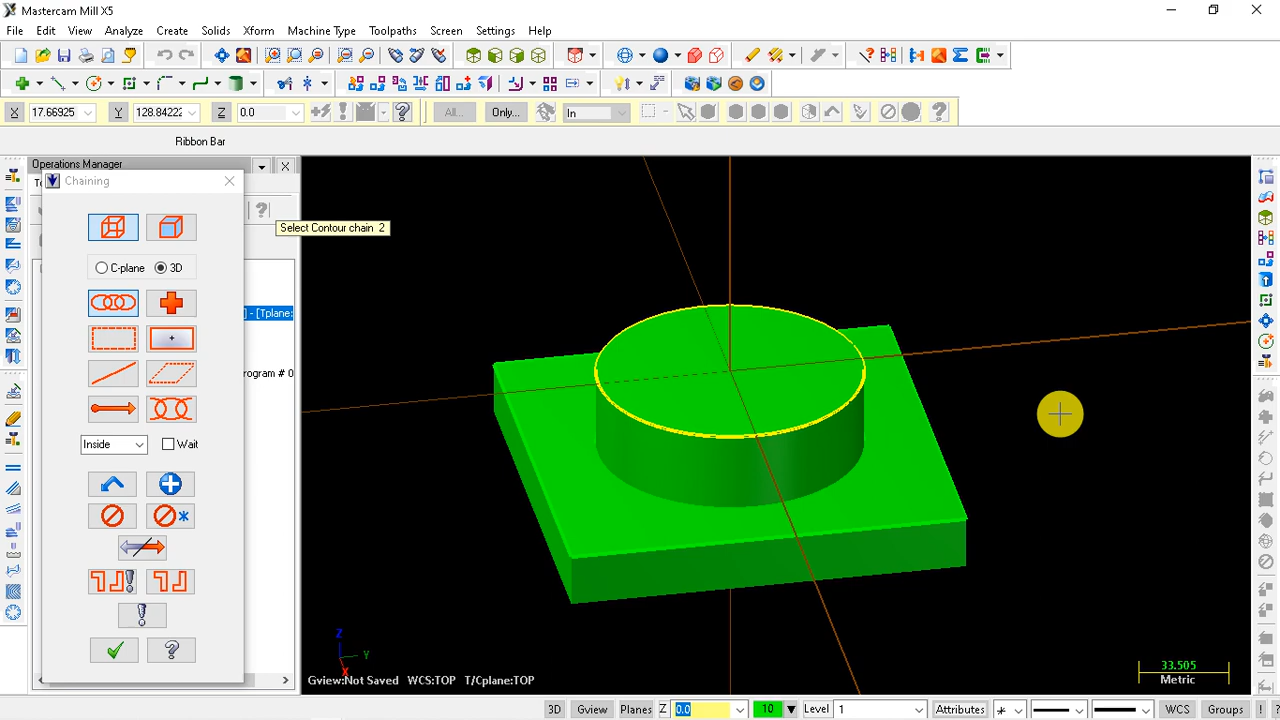 Mastercam Mill X5
File Edit View Analyze Create Solids Xform Machine Type Toolpaths Screen Settings Help
X 17.66925 Y 128.84222 Z 0.0 All... Only... In
Ribbon Bar
Operations Manager
Chaining
Select Contour chain 2
C-plane 3D
] - [Tplane:
rogram # 0
Inside Wait
Z
Y
X
33.505
Metric
Gview:Not Saved WCS:TOP T/Cplane:TOP
3D Gview Planes Z 0.0 10 Level 1 Attributes WCS Groups